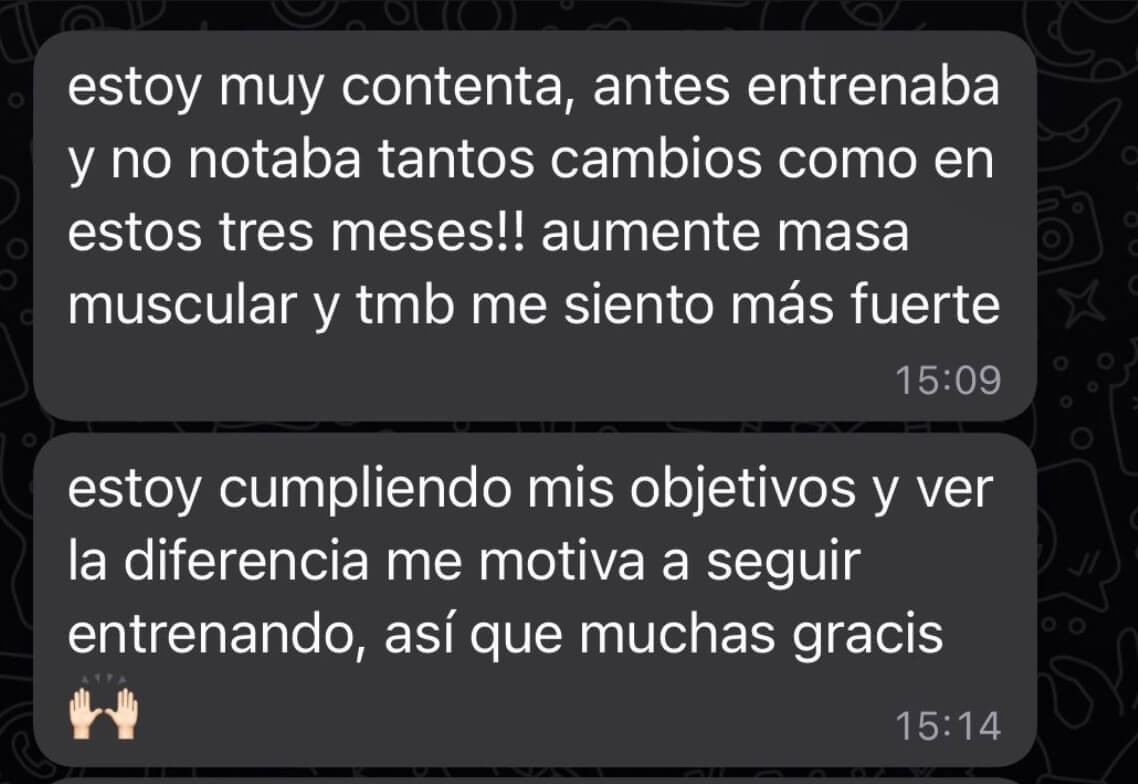 estoy muy contenta, antes entrenaba
y no notaba tantos cambios como en
estos tres meses!! aumente masa
muscular y tmb me siento más fuerte
15:09
estoy cumpliendo mis objetivos y ver
la diferencia me motiva a seguir
entrenando, así que muchas gracis
🙌🏻
15:14